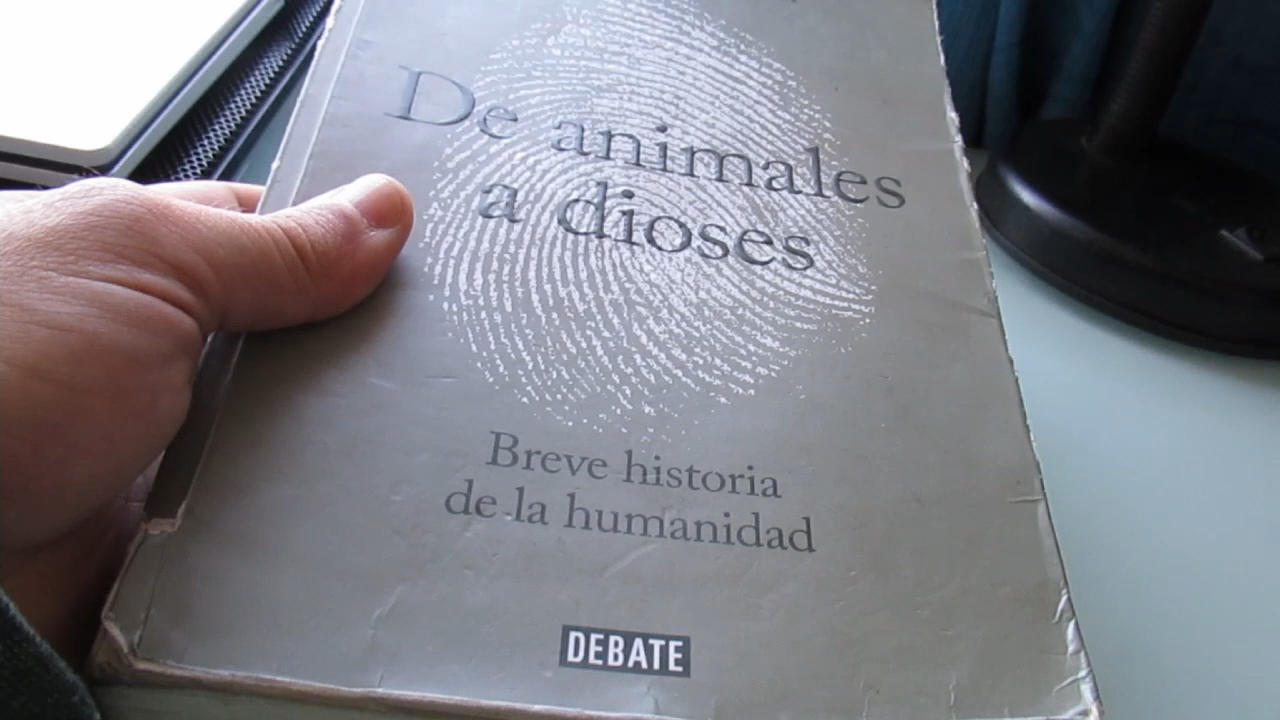 De animales
a dioses
Breve historia
de la humanidad
DEBATE